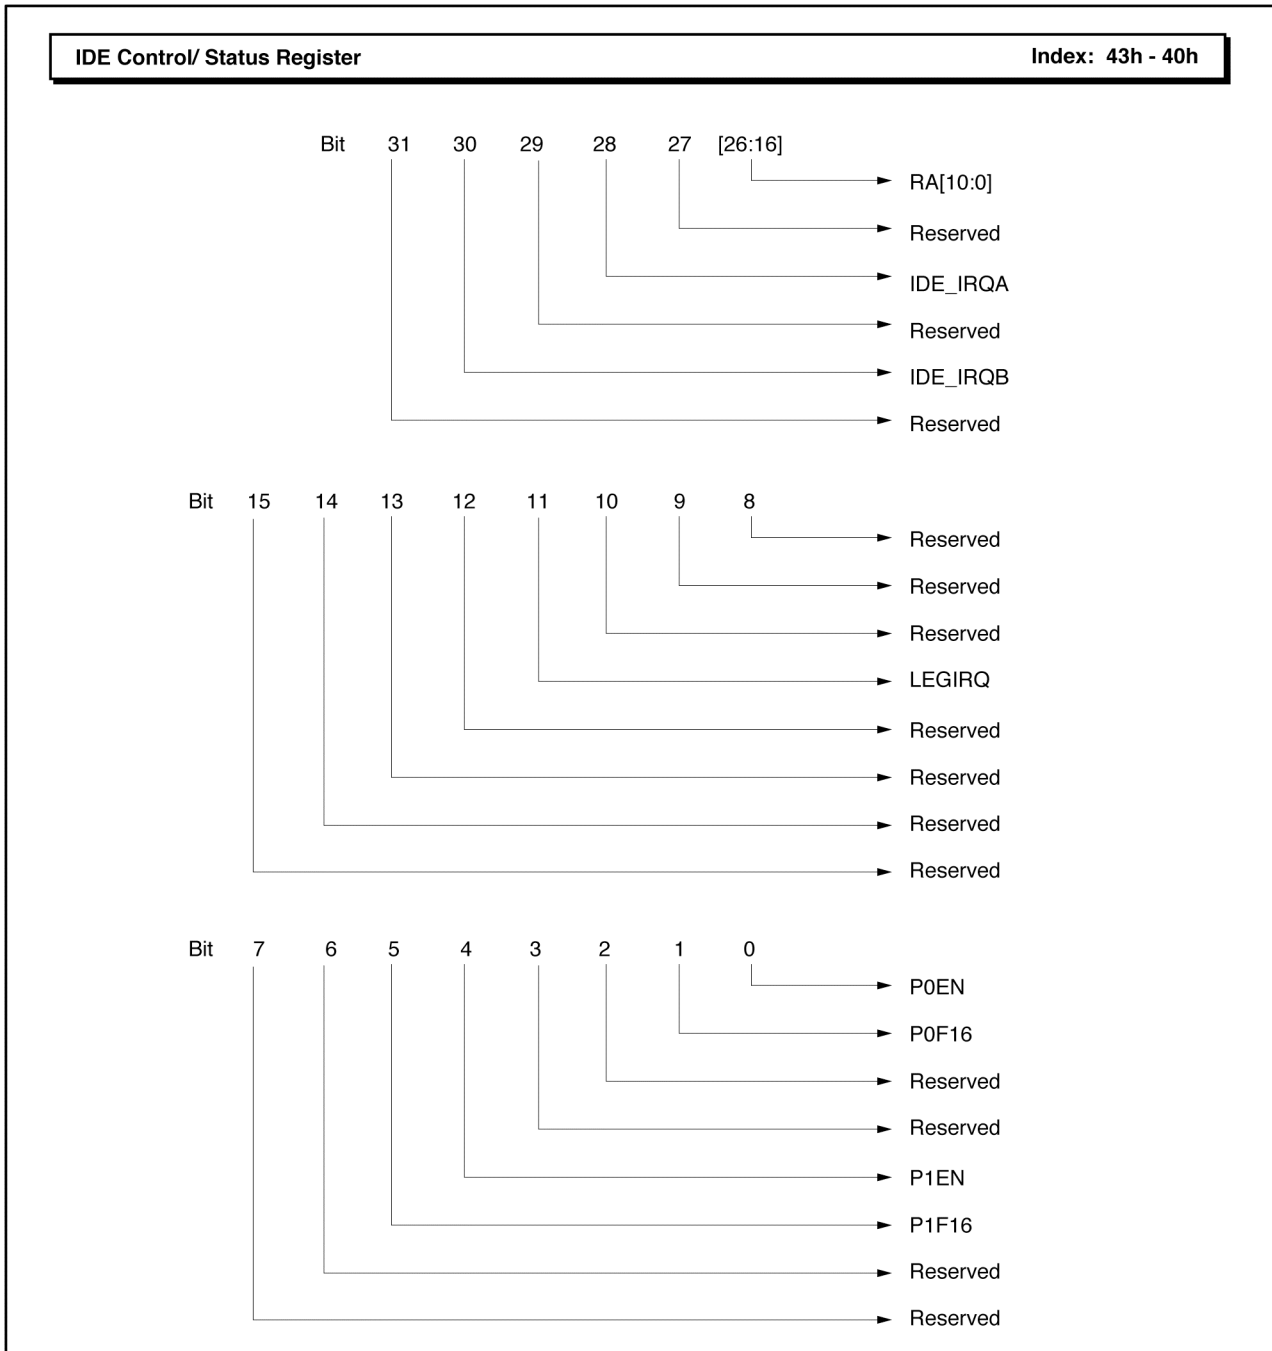 IDE Control/ Status Register Index: 43h - 40h
Bit 31 30 29 28 27 [26:16]
RA[10:0]
Reserved
IDE_IRQA
Reserved
IDE_IRQB
Reserved
Bit 15 14 13 12 11 10 9 8
Reserved
Reserved
Reserved
LEGIRQ
Reserved
Reserved
Reserved
Reserved
Bit 7 6 5 4 3 2 1 0
P0EN
P0F16
Reserved
Reserved
P1EN
P1F16
Reserved
Reserved